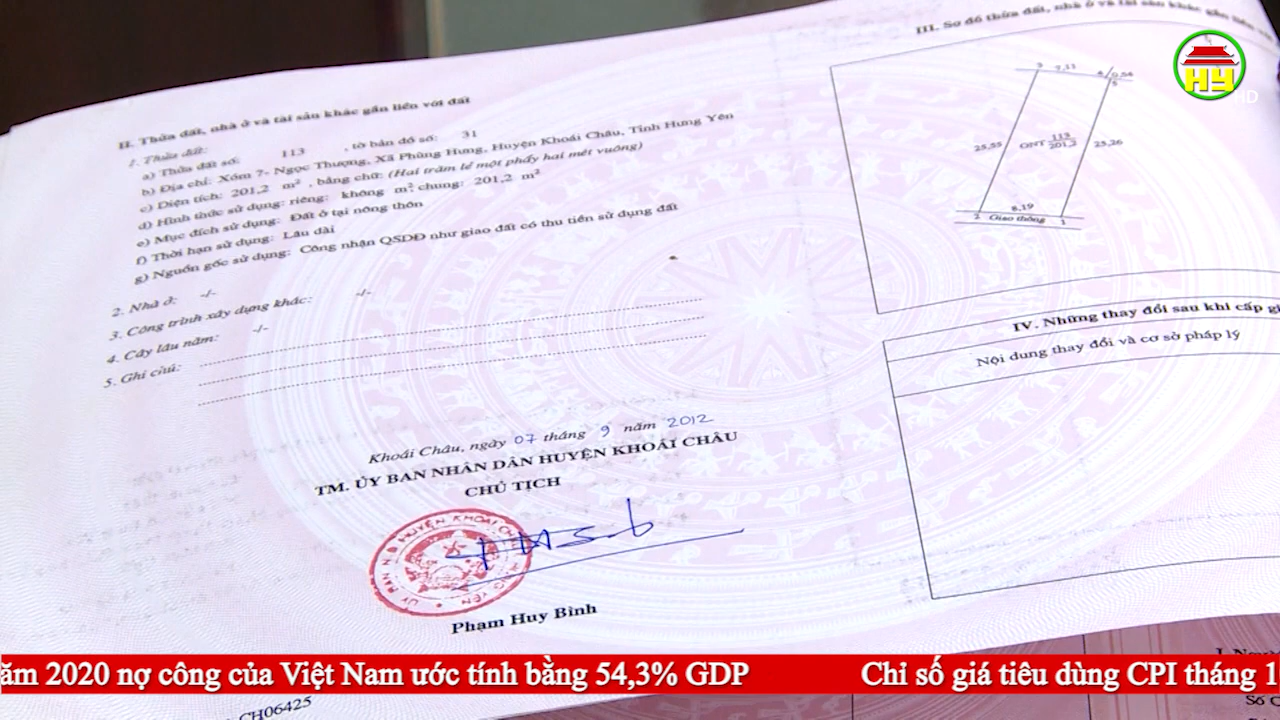 II. Thửa đất, nhà ở và tài sản khác gắn liền với đất
1. Thửa đất:
a) Thửa đất số: 113 , tờ bản đồ số: 31
b) Địa chỉ: Xóm 7- Ngọc Thượng, Xã Phùng Hưng, Huyện Khoái Châu, Tỉnh Hưng Yên
c) Diện tích: 201,2 m² , bằng chữ: (Hai trăm lẻ một phẩy hai mét vuông)
d) Hình thức sử dụng: riêng: không m²; chung: 201,2 m²
e) Mục đích sử dụng: Đất ở tại nông thôn
f) Thời hạn sử dụng: Lâu dài
g) Nguồn gốc sử dụng: Công nhận QSDĐ như giao đất có thu tiền sử dụng đất
2. Nhà ở: -/-
3. Công trình xây dựng khác: -/-
4. Cây lâu năm: -/-
5. Ghi chú:
Khoái Châu, ngày 07 tháng 9 năm 2012
TM. ỦY BAN NHÂN DÂN HUYỆN KHOÁI CHÂU
CHỦ TỊCH
Phạm Huy Bình
III. Sơ đồ thửa đất, nhà ở và tài sản khác gắn liền
3 7,11 4 0,54
5
25,55 ONT 113 25,26
201,2
8,19
2 Giao thông 1
IV. Những thay đổi sau khi cấp gi
Nội dung thay đổi và cơ sở pháp lý
HY
HD
ăm 2020 nợ công của Việt Nam ước tính bằng 54,3% GDP Chỉ số giá tiêu dùng CPI tháng 1
CH06425